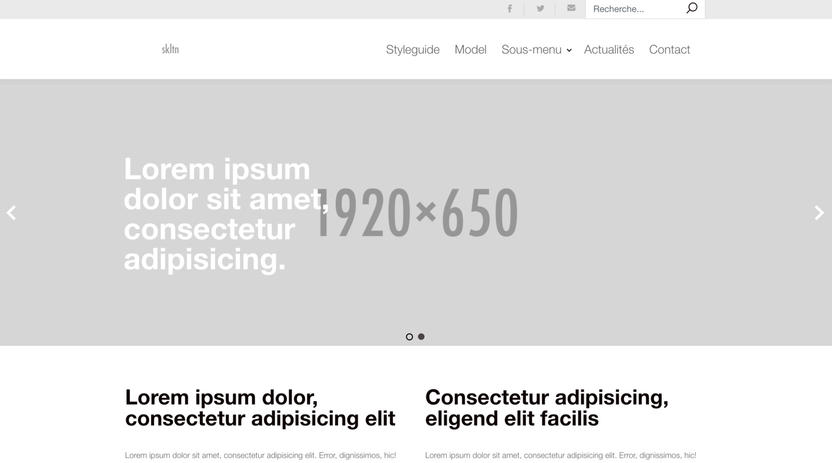 Recherche...
skltn
Styleguide Model Sous-menu Actualités Contact
Lorem ipsum
dolor sit amet,
consectetur
adipisicing.
1920×650
Lorem ipsum dolor,
consectetur adipisicing elit
Lorem ipsum dolor sit amet, consectetur adipisicing elit. Error, dignissimos, hic!
Consectetur adipisicing,
eligend elit facilis
Lorem ipsum dolor sit amet, consectetur adipisicing elit. Error, dignissimos, hic!